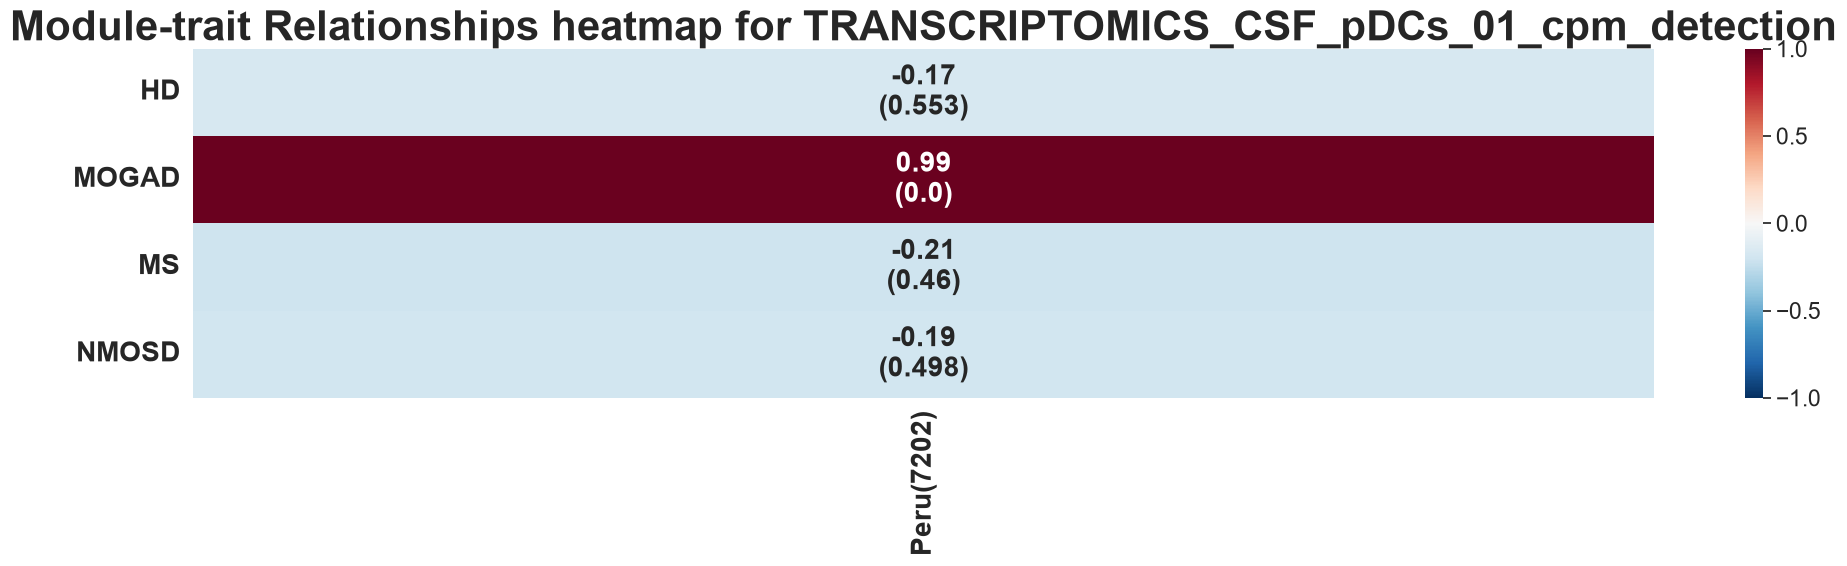 Module-trait Relationships heatmap for TRANSCRIPTOMICS_CSF_pDCs_01_cpm_detection
HD
-0.17
(0.553)
MOGAD
0.99
(0.0)
MS
-0.21
(0.46)
NMOSD
-0.19
(0.498)
Peru(7202)
1.0
0.5
0.0
−0.5
−1.0